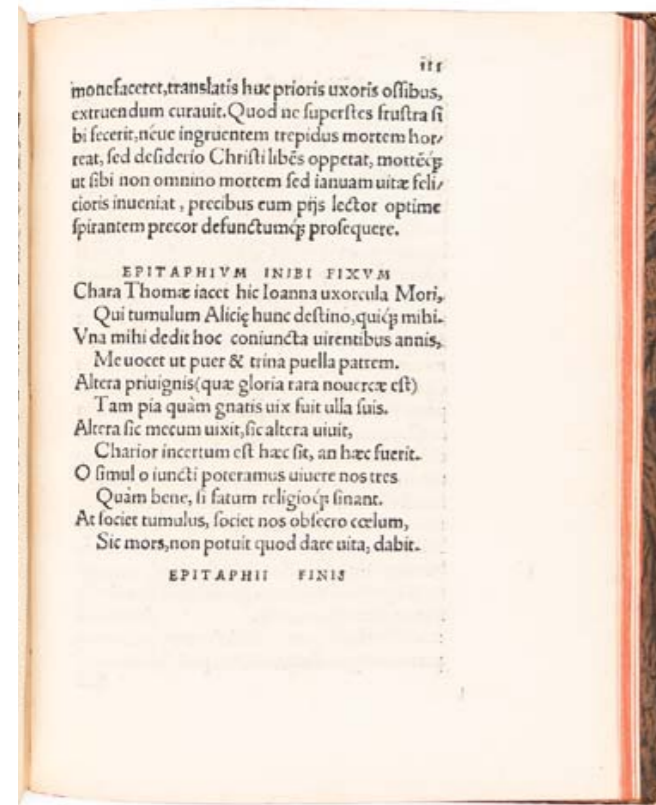 111
monefaceret,translatis huc prioris uxoris ossibus,
extruendum curauit.Quod ne superstes frustra si
bi fecerit,néue ingruentem trepidus mortem hor/
reat, sed desiderio Christi libēs oppetat, mortēq́ꝫ
ut sibi non omnino mortem sed ianuam uitæ feli/
cioris inueniat, precibus eum pijs lector optime
spirantem precor defunctumq́ꝫ prosequere.
EPITAPHIVM INIBI FIXVM
Chara Thomæ iacet hic Ioanna uxorcula Mori,
Qui tumulum Alicię hunc destino,quiq́ꝫ mihi.
Vna mihi dedit hoc coniuncta uirentibus annis,
Me uocet ut puer & trina puella patrem.
Altera priuignis(quæ gloria rara nouercæ est)
Tam pia quàm gnatis uix fuit ulla suis.
Altera sic mecum uixit,sic altera uiuit,
Charior incertum est hæc sit, an hæc fuerit.
O simul o iuncti poteramus uiuere nos tres
Quàm bene, si fatum religioq́ꝫ sinant.
At societ tumulus, societ nos obsecro cœlum,
Sic mors,non potuit quod dare uita, dabit.
EPITAPHII FINIS